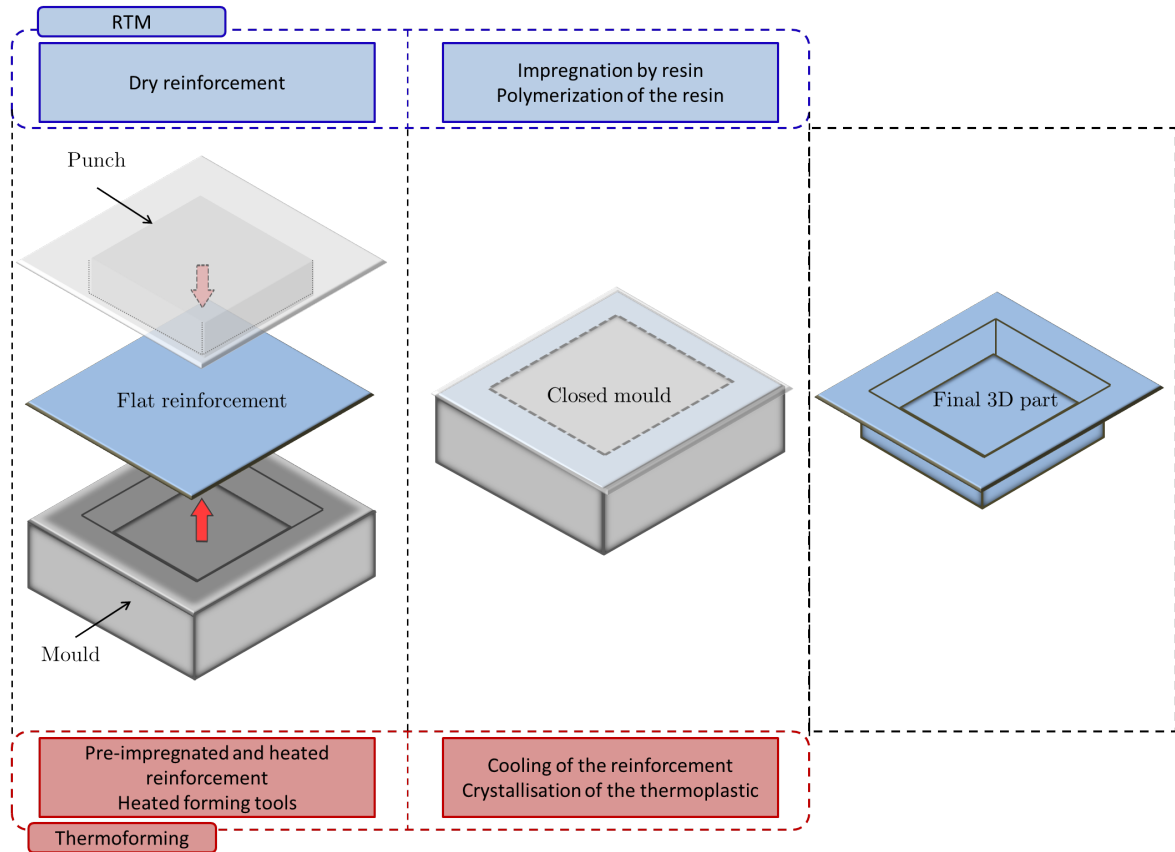 RTM
Dry reinforcement
Impregnation by resin
Polymerization of the resin
Punch
Flat reinforcement
Closed mould
Final 3D part
Mould
Pre-impregnated and heated
reinforcement
Heated forming tools
Cooling of the reinforcement
Crystallisation of the thermoplastic
Thermoforming